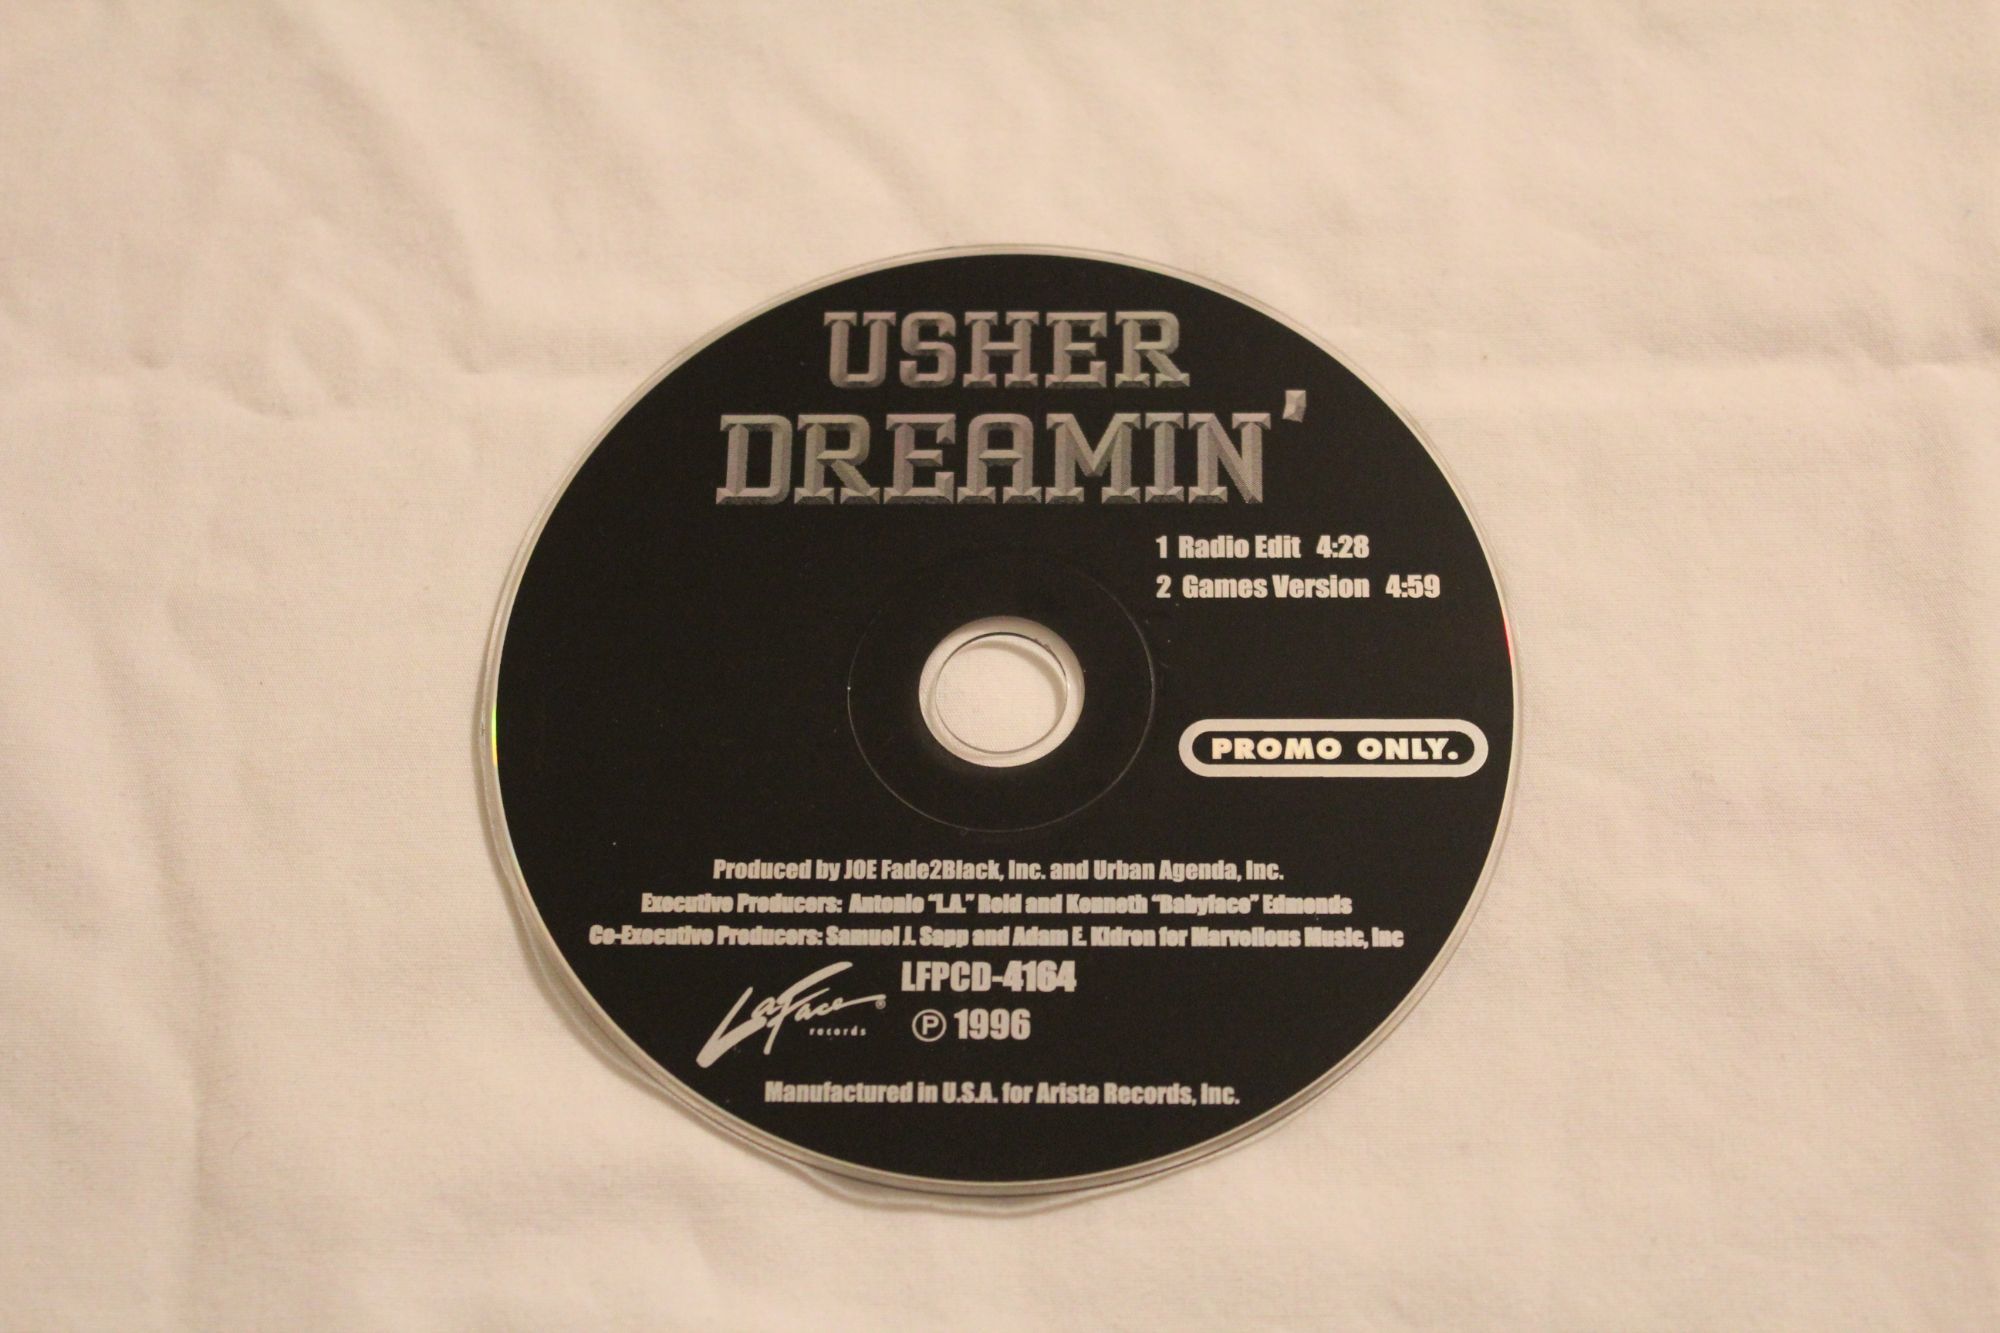 USHER
DREAMIN'
1 Radio Edit 4:28
2 Games Version 4:59
PROMO ONLY.
Produced by JOE Fade2Black, Inc. and Urban Agenda, Inc.
Executive Producers: Antonio "L.A." Reid and Kenneth "Babyface" Edmonds
Co-Executive Producers: Samuel J. Sapp and Adam E. Kidron for Marvellous Music, Inc
LaFace®
records
LFPCD-4164
℗ 1996
Manufactured in U.S.A. for Arista Records, Inc.